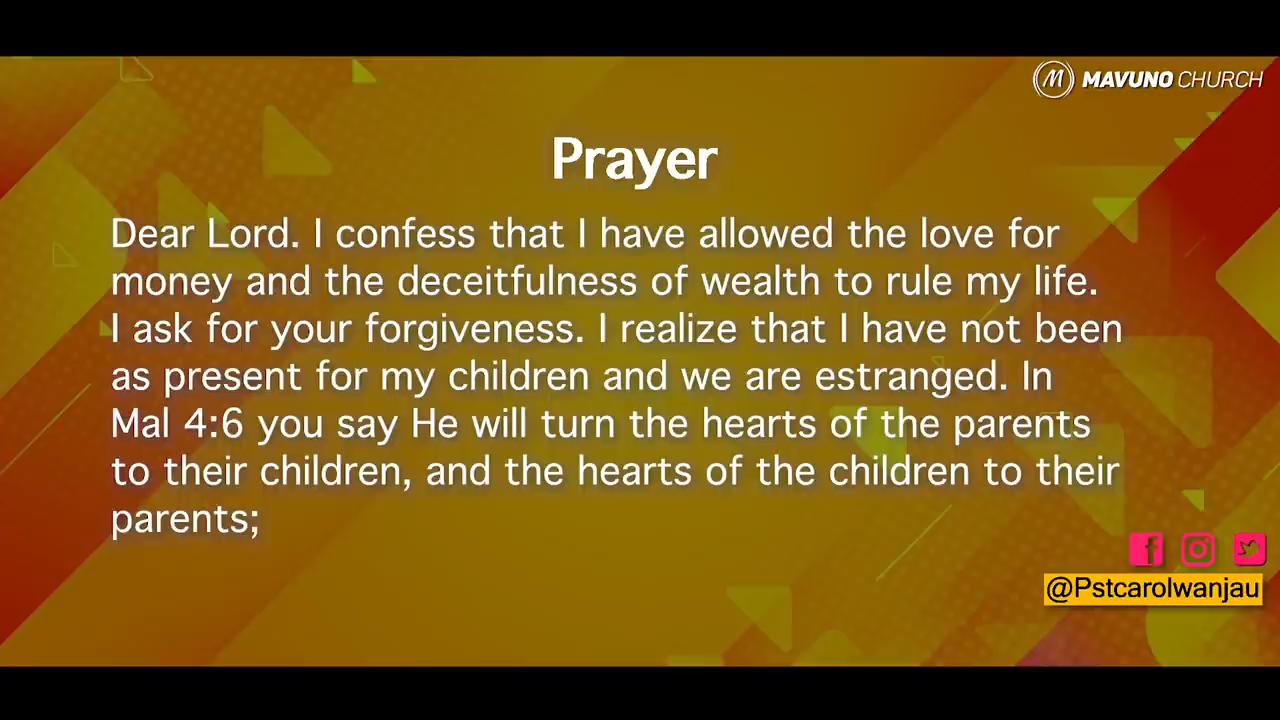 MAVUNO CHURCH
Prayer
Dear Lord. I confess that I have allowed the love for
money and the deceitfulness of wealth to rule my life.
I ask for your forgiveness. I realize that I have not been
as present for my children and we are estranged. In
Mal 4:6 you say He will turn the hearts of the parents
to their children, and the hearts of the children to their
parents;
@Pstcarolwanjau